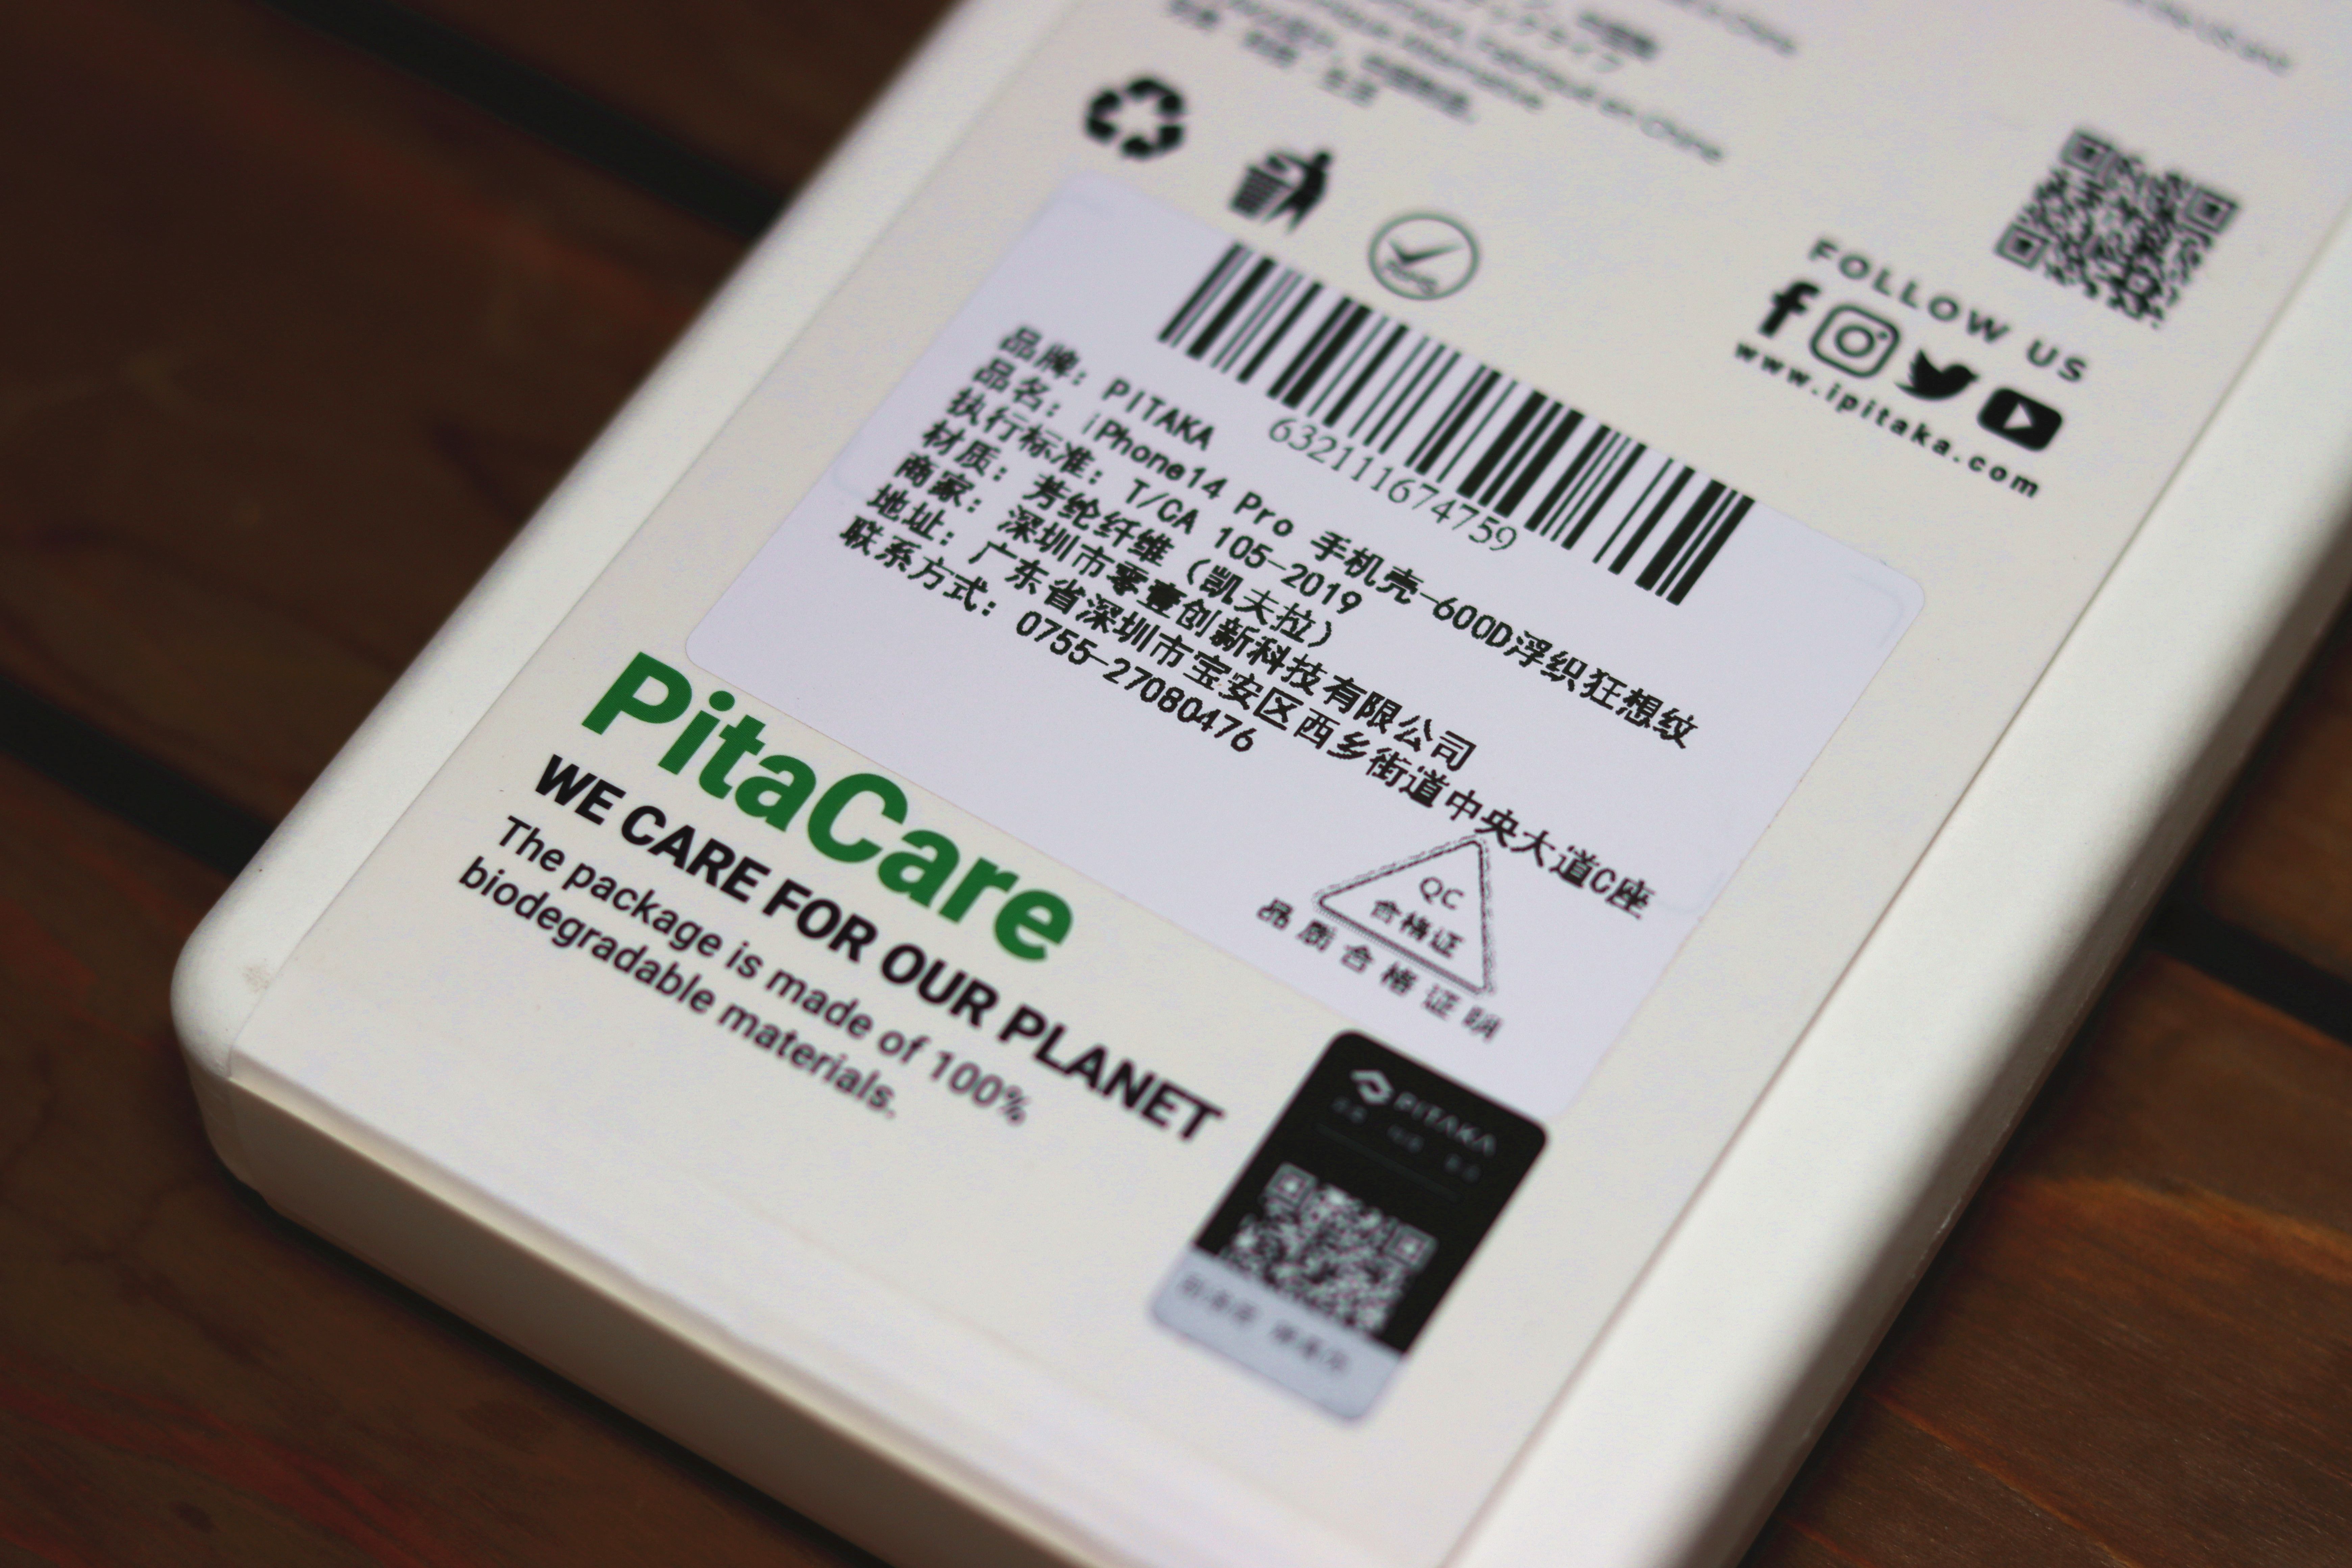 FOLLOW US
www.ipitaka.com
632111674759
品牌: PITAKA
品名: iPhone14 Pro 手机壳-600D浮织狂想纹
执行标准: T/CA 105-2019
材质: 芳纶纤维（凯夫拉）
商家: 深圳市零壹创新科技有限公司
地址: 广东省深圳市宝安区西乡街道中央大道C座
联系方式: 0755-27080476
QC
合格证
品质合格证明
PitaCare
WE CARE FOR OUR PLANET
The package is made of 100%
biodegradable materials.
PITAKA